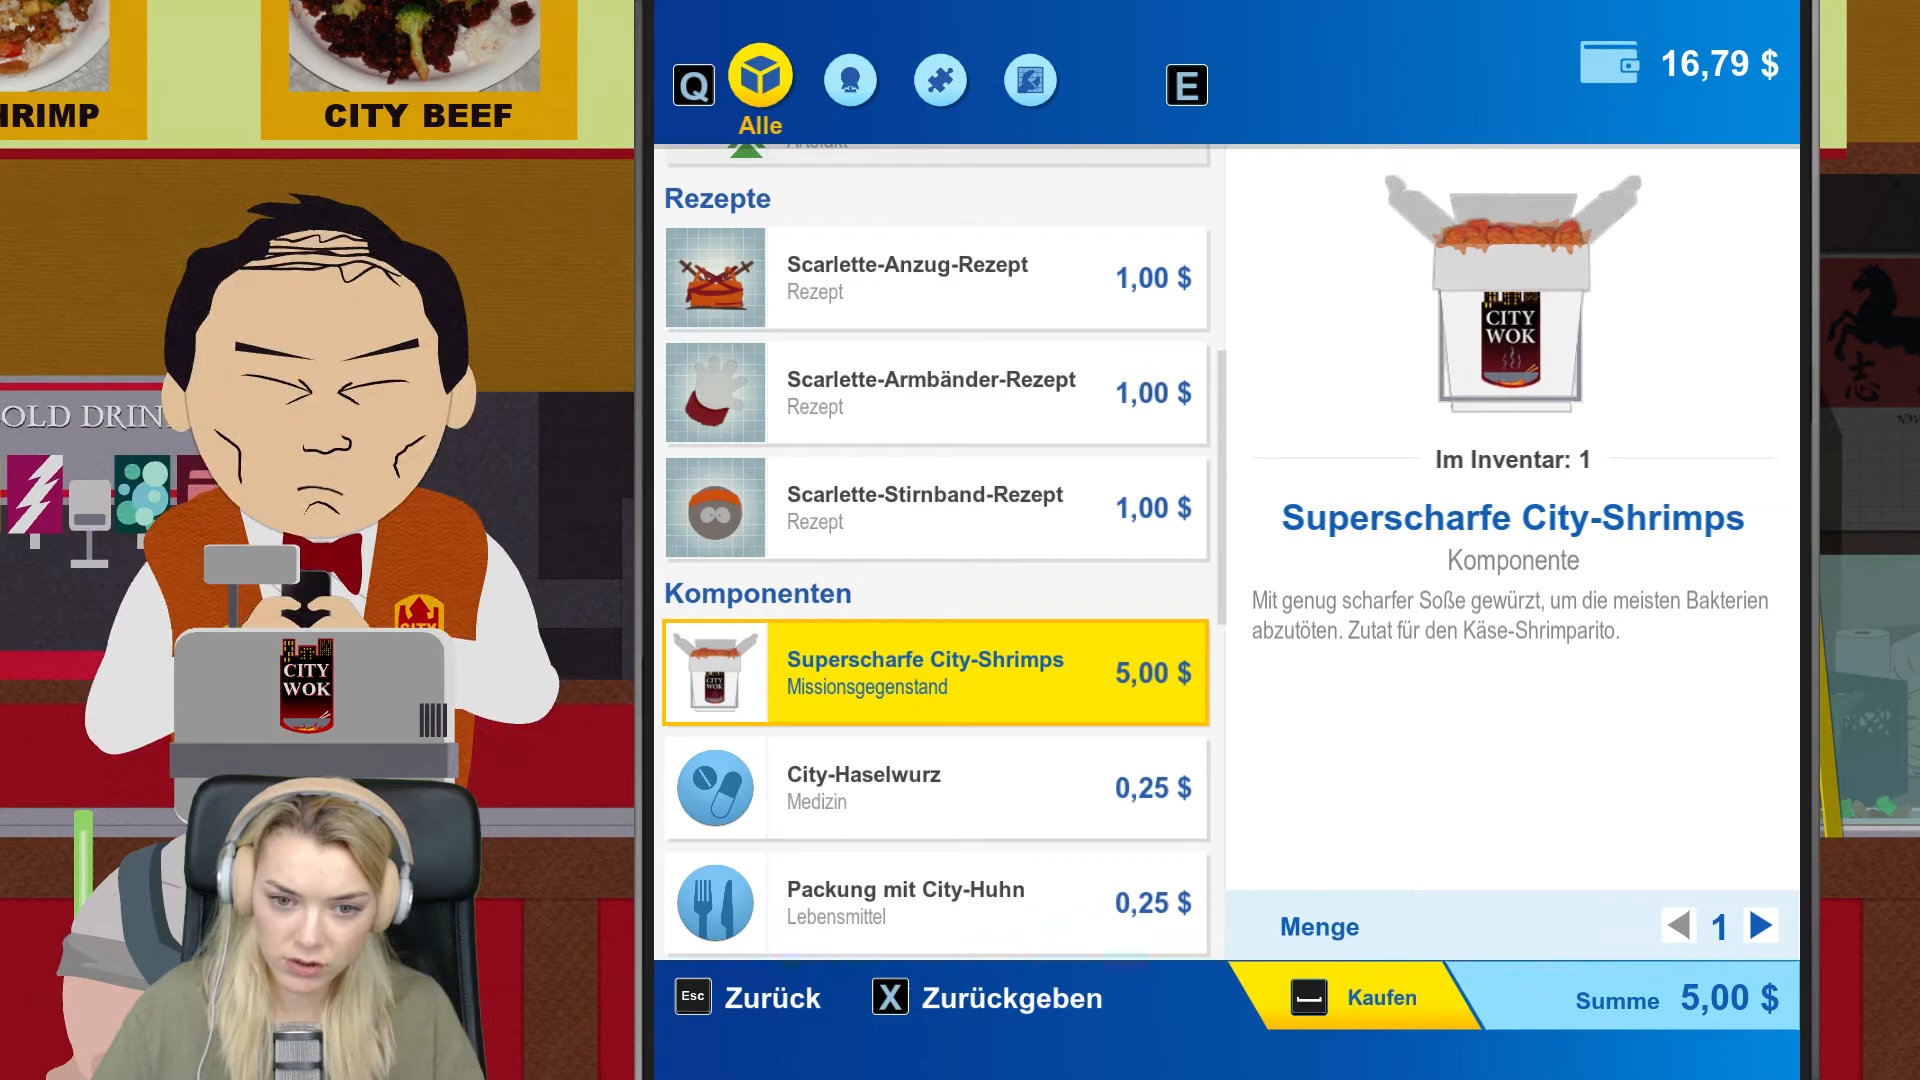 HRIMP
CITY BEEF
OLD DRIN
CITY
CITY
WOK
Q
Alle
E
16,79 $
Rezepte
Scarlette-Anzug-Rezept
Rezept
1,00 $
Scarlette-Armbänder-Rezept
Rezept
1,00 $
Scarlette-Stirnband-Rezept
Rezept
1,00 $
Komponenten
Superscharfe City-Shrimps
Missionsgegenstand
5,00 $
City-Haselwurz
Medizin
0,25 $
Packung mit City-Huhn
Lebensmittel
0,25 $
CITY
WOK
Im Inventar: 1
Superscharfe City-Shrimps
Komponente
Mit genug scharfer Soße gewürzt, um die meisten Bakterien
abzutöten. Zutat für den Käse-Shrimparito.
Menge
1
Esc Zurück
X Zurückgeben
Kaufen
Summe 5,00 $